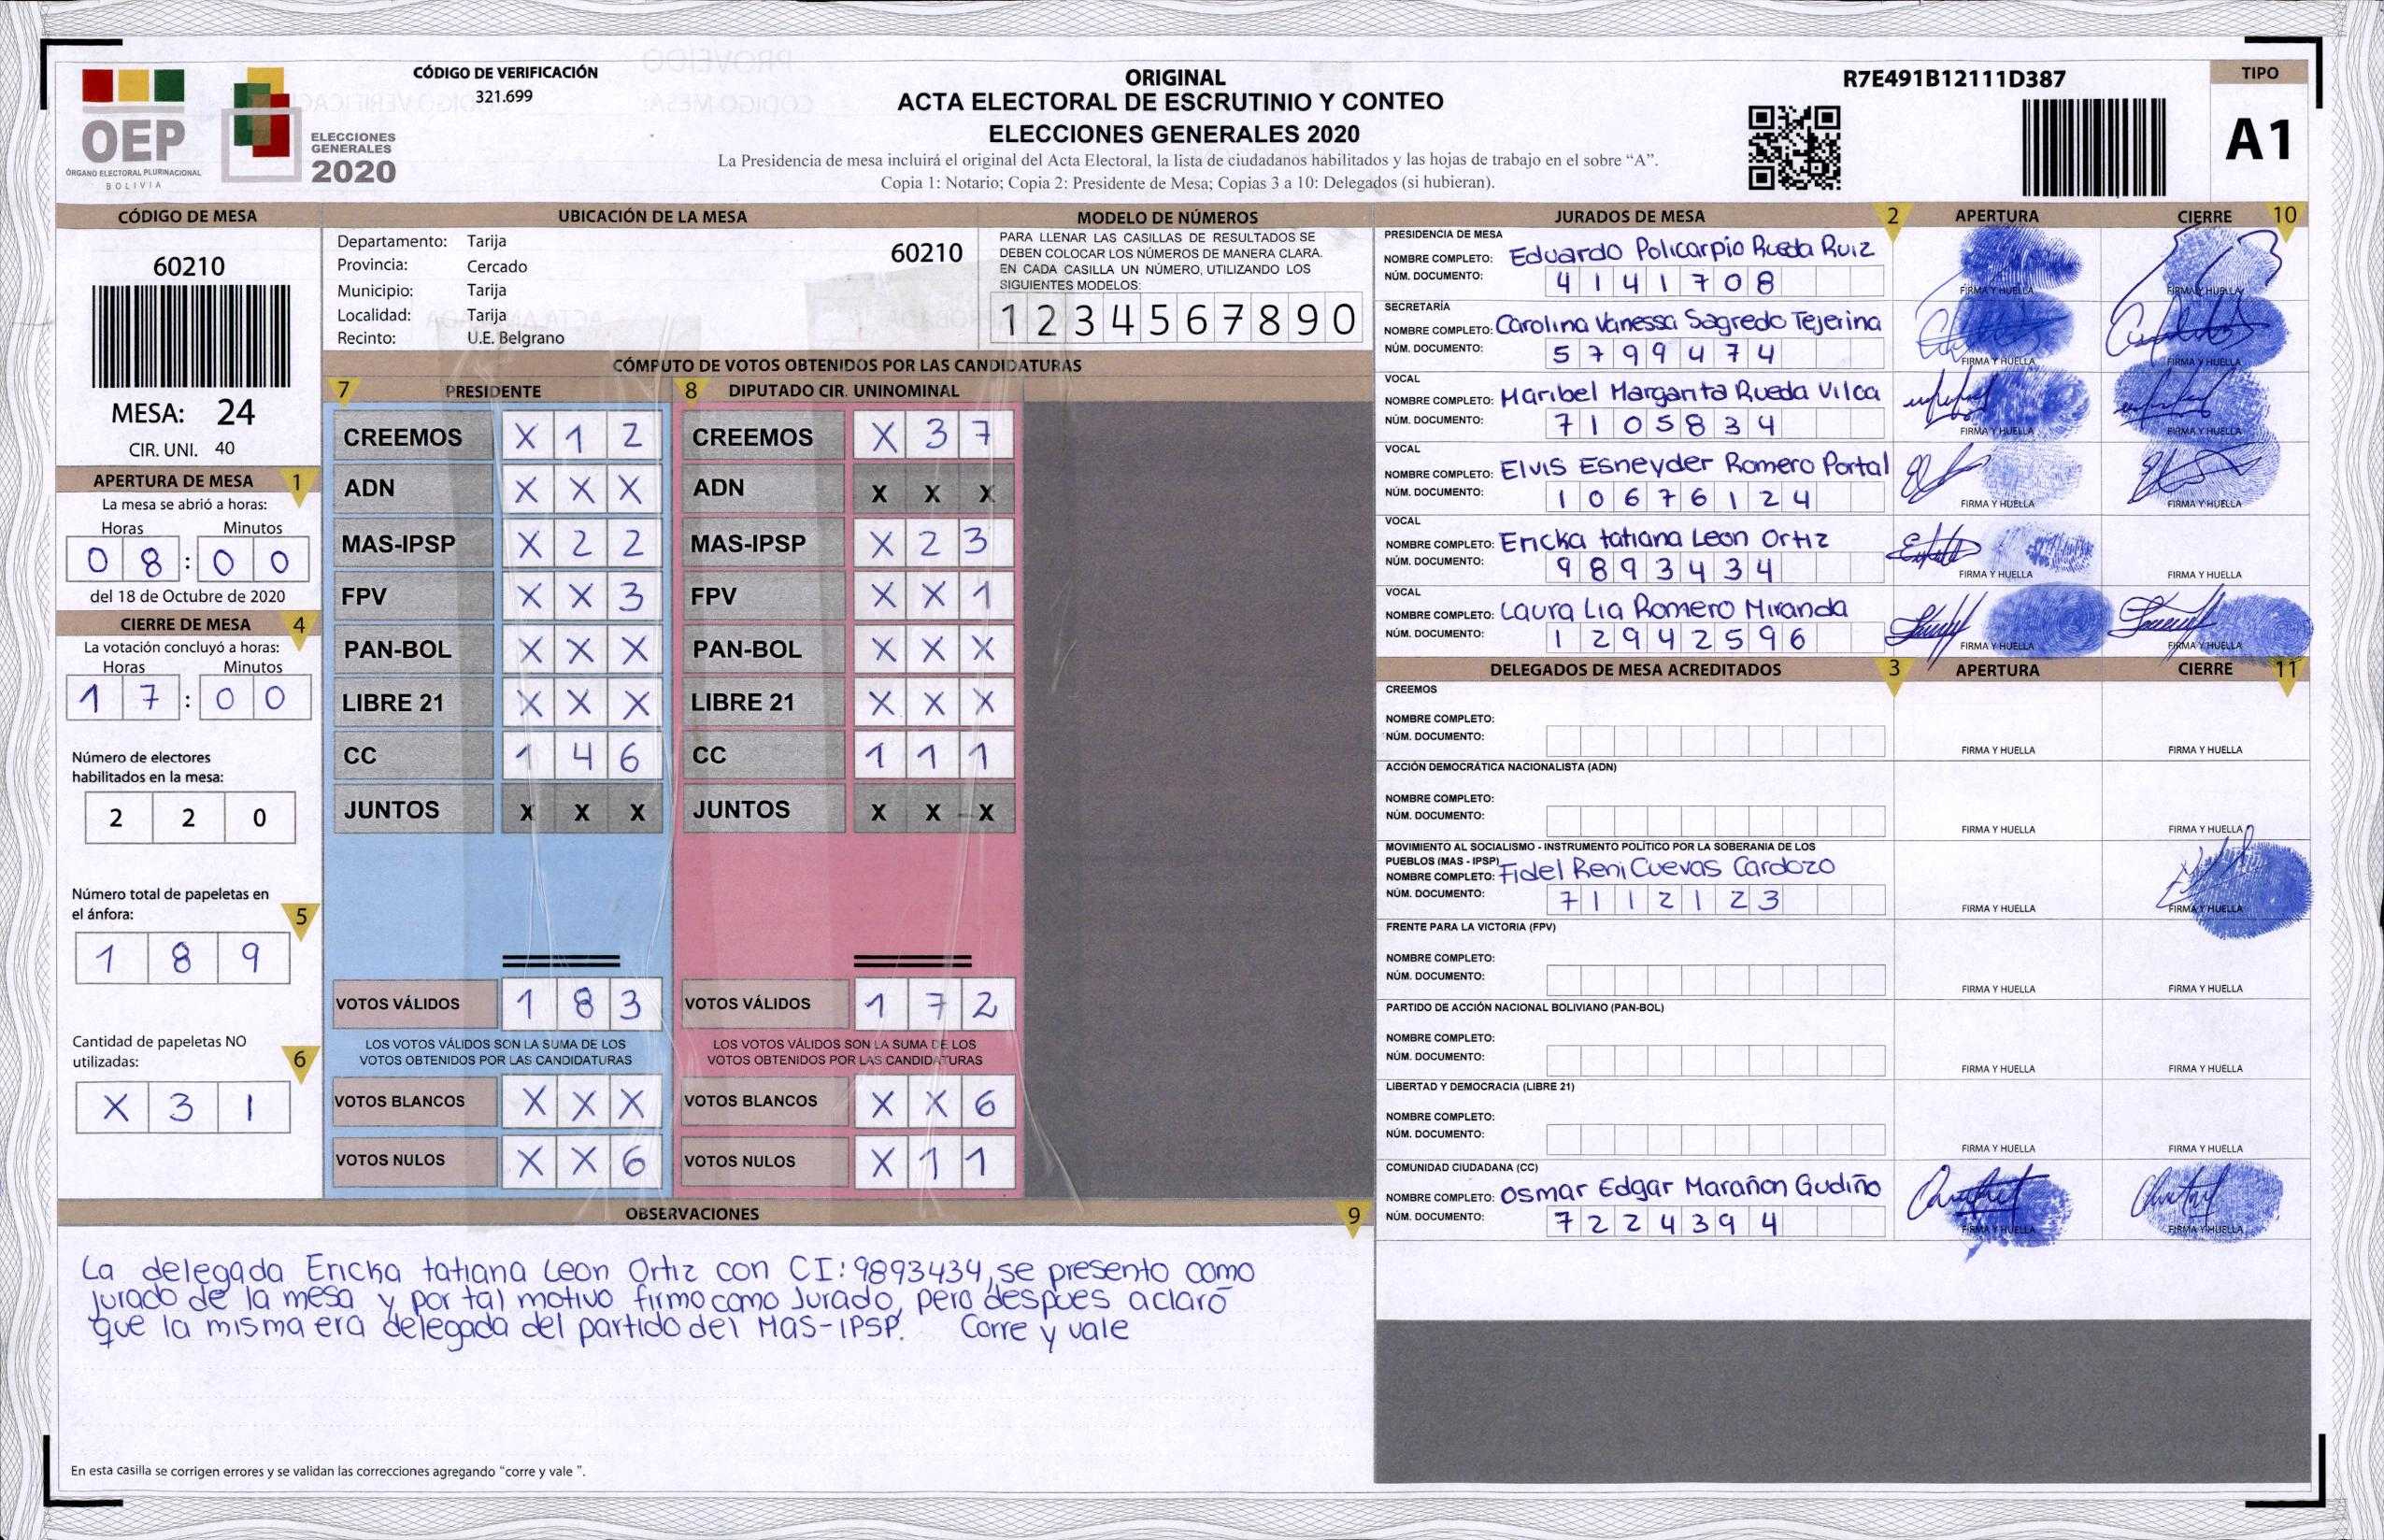 OEP
ÓRGANO ELECTORAL PLURINACIONAL
BOLIVIA
ELECCIONES
GENERALES
2020
CÓDIGO DE VERIFICACIÓN
321.699
ORIGINAL
ACTA ELECTORAL DE ESCRUTINIO Y CONTEO
ELECCIONES GENERALES 2020
La Presidencia de mesa incluirá el original del Acta Electoral, la lista de ciudadanos habilitados y las hojas de trabajo en el sobre “A”.
Copia 1: Notario; Copia 2: Presidente de Mesa; Copias 3 a 10: Delegados (si hubieran).
R7E491B12111D387
TIPO
A1
CÓDIGO DE MESA
60210
MESA: 24
CIR. UNI. 40
APERTURA DE MESA 1
La mesa se abrió a horas:
Horas Minutos
0 8 : 0 0
del 18 de Octubre de 2020
CIERRE DE MESA 4
La votación concluyó a horas:
Horas Minutos
1 7 : 0 0
Número de electores
habilitados en la mesa:
2 2 0
Número total de papeletas en
el ánfora: 5
1 8 9
Cantidad de papeletas NO
utilizadas: 6
X 3 1
UBICACIÓN DE LA MESA
Departamento: Tarija 60210
Provincia: Cercado
Municipio: Tarija
Localidad: Tarija
Recinto: U.E. Belgrano
MODELO DE NÚMEROS
PARA LLENAR LAS CASILLAS DE RESULTADOS SE
DEBEN COLOCAR LOS NÚMEROS DE MANERA CLARA.
EN CADA CASILLA UN NÚMERO, UTILIZANDO LOS
SIGUIENTES MODELOS:
1 2 3 4 5 6 7 8 9 0
CÓMPUTO DE VOTOS OBTENIDOS POR LAS CANDIDATURAS
7 PRESIDENTE 8 DIPUTADO CIR. UNINOMINAL
CREEMOS X 1 2 CREEMOS X 3 7
ADN X X X ADN X X X
MAS-IPSP X 2 2 MAS-IPSP X 2 3
FPV X X 3 FPV X X 1
PAN-BOL X X X PAN-BOL X X X
LIBRE 21 X X X LIBRE 21 X X X
CC 1 4 6 CC 1 1 1
JUNTOS X X X JUNTOS X X X
VOTOS VÁLIDOS 1 8 3 VOTOS VÁLIDOS 1 7 2
LOS VOTOS VÁLIDOS SON LA SUMA DE LOS LOS VOTOS VÁLIDOS SON LA SUMA DE LOS
VOTOS OBTENIDOS POR LAS CANDIDATURAS VOTOS OBTENIDOS POR LAS CANDIDATURAS
VOTOS BLANCOS X X X VOTOS BLANCOS X X 6
VOTOS NULOS X X 6 VOTOS NULOS X 1 1
OBSERVACIONES 9
La delegada Ericka tatiana Leon Ortiz con CI:9893434, se presento como
jurado de la mesa y por tal motivo firmo como Jurado, pero despues aclaró
que la misma era delegada del partido del MAS-IPSP. Corre y vale
En esta casilla se corrigen errores y se validan las correcciones agregando “corre y vale ”.
JURADOS DE MESA 2 APERTURA CIERRE 10
PRESIDENCIA DE MESA
NOMBRE COMPLETO: Eduardo Policarpio Rueda Ruiz
NÚM. DOCUMENTO: 4 1 4 1 7 0 8
FIRMA Y HUELLA FIRMA Y HUELLA
SECRETARÍA
NOMBRE COMPLETO: Carolina Vanessa Sagredo Tejerina
NÚM. DOCUMENTO: 5 7 9 9 4 7 4
FIRMA Y HUELLA FIRMA Y HUELLA
VOCAL
NOMBRE COMPLETO: Maribel Margarita Rueda Vilca
NÚM. DOCUMENTO: 7 1 0 5 8 3 4
FIRMA Y HUELLA FIRMA Y HUELLA
VOCAL
NOMBRE COMPLETO: Elvis Esneyder Romero Portal
NÚM. DOCUMENTO: 1 0 6 7 6 1 2 4
FIRMA Y HUELLA FIRMA Y HUELLA
VOCAL
NOMBRE COMPLETO: Ericka tatiana Leon Ortiz
NÚM. DOCUMENTO: 9 8 9 3 4 3 4
FIRMA Y HUELLA FIRMA Y HUELLA
VOCAL
NOMBRE COMPLETO: Laura Lia Romero Miranda
NÚM. DOCUMENTO: 1 2 9 4 2 5 9 6
FIRMA Y HUELLA FIRMA Y HUELLA
DELEGADOS DE MESA ACREDITADOS 3 APERTURA CIERRE 11
CREEMOS
NOMBRE COMPLETO:
NÚM. DOCUMENTO:
FIRMA Y HUELLA FIRMA Y HUELLA
ACCIÓN DEMOCRÁTICA NACIONALISTA (ADN)
NOMBRE COMPLETO:
NÚM. DOCUMENTO:
FIRMA Y HUELLA FIRMA Y HUELLA
MOVIMIENTO AL SOCIALISMO - INSTRUMENTO POLÍTICO POR LA SOBERANIA DE LOS
PUEBLOS (MAS - IPSP)
NOMBRE COMPLETO: Fidel Reni Cuevas Cardozo
NÚM. DOCUMENTO: 7 1 1 2 1 2 3
FIRMA Y HUELLA FIRMA Y HUELLA
FRENTE PARA LA VICTORIA (FPV)
NOMBRE COMPLETO:
NÚM. DOCUMENTO:
FIRMA Y HUELLA FIRMA Y HUELLA
PARTIDO DE ACCIÓN NACIONAL BOLIVIANO (PAN-BOL)
NOMBRE COMPLETO:
NÚM. DOCUMENTO:
FIRMA Y HUELLA FIRMA Y HUELLA
LIBERTAD Y DEMOCRACIA (LIBRE 21)
NOMBRE COMPLETO:
NÚM. DOCUMENTO:
FIRMA Y HUELLA FIRMA Y HUELLA
COMUNIDAD CIUDADANA (CC)
NOMBRE COMPLETO: Osmar Edgar Marañon Gudiño
NÚM. DOCUMENTO: 7 2 2 4 3 9 4
FIRMA Y HUELLA FIRMA Y HUELLA